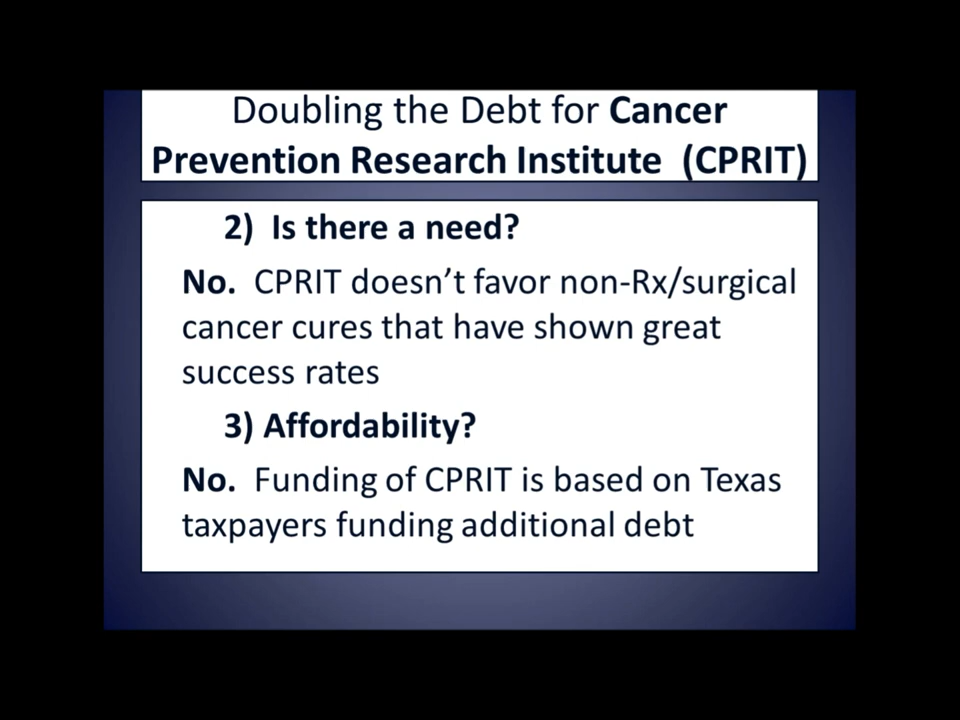 Doubling the Debt for Cancer
Prevention Research Institute  (CPRIT)
2)  Is there a need?
No.  CPRIT doesn’t favor non-Rx/surgical
cancer cures that have shown great
success rates
3) Affordability?
No.  Funding of CPRIT is based on Texas
taxpayers funding additional debt